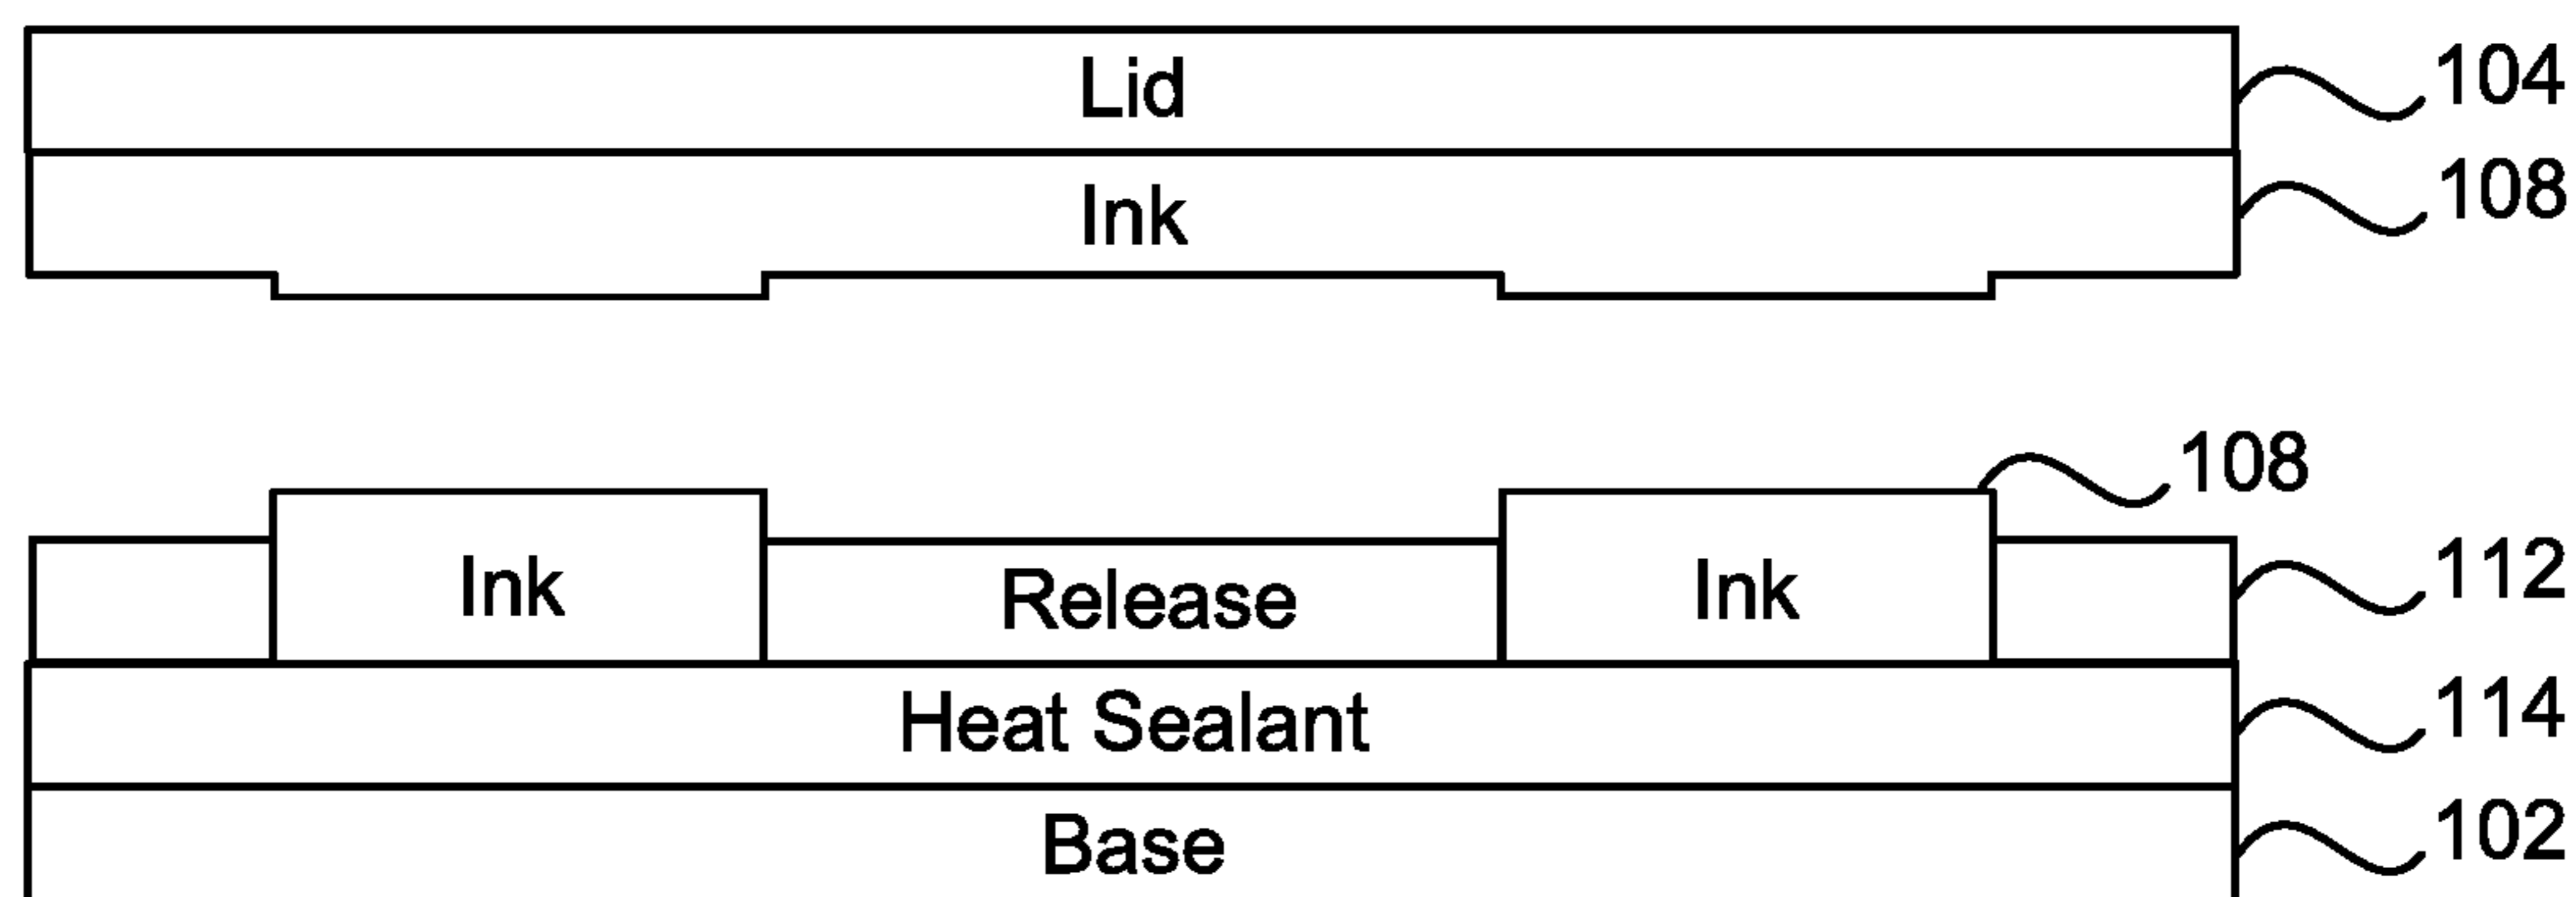 Lid 104
Ink 108
108
Ink Release Ink 112
Heat Sealant 114
Base 102